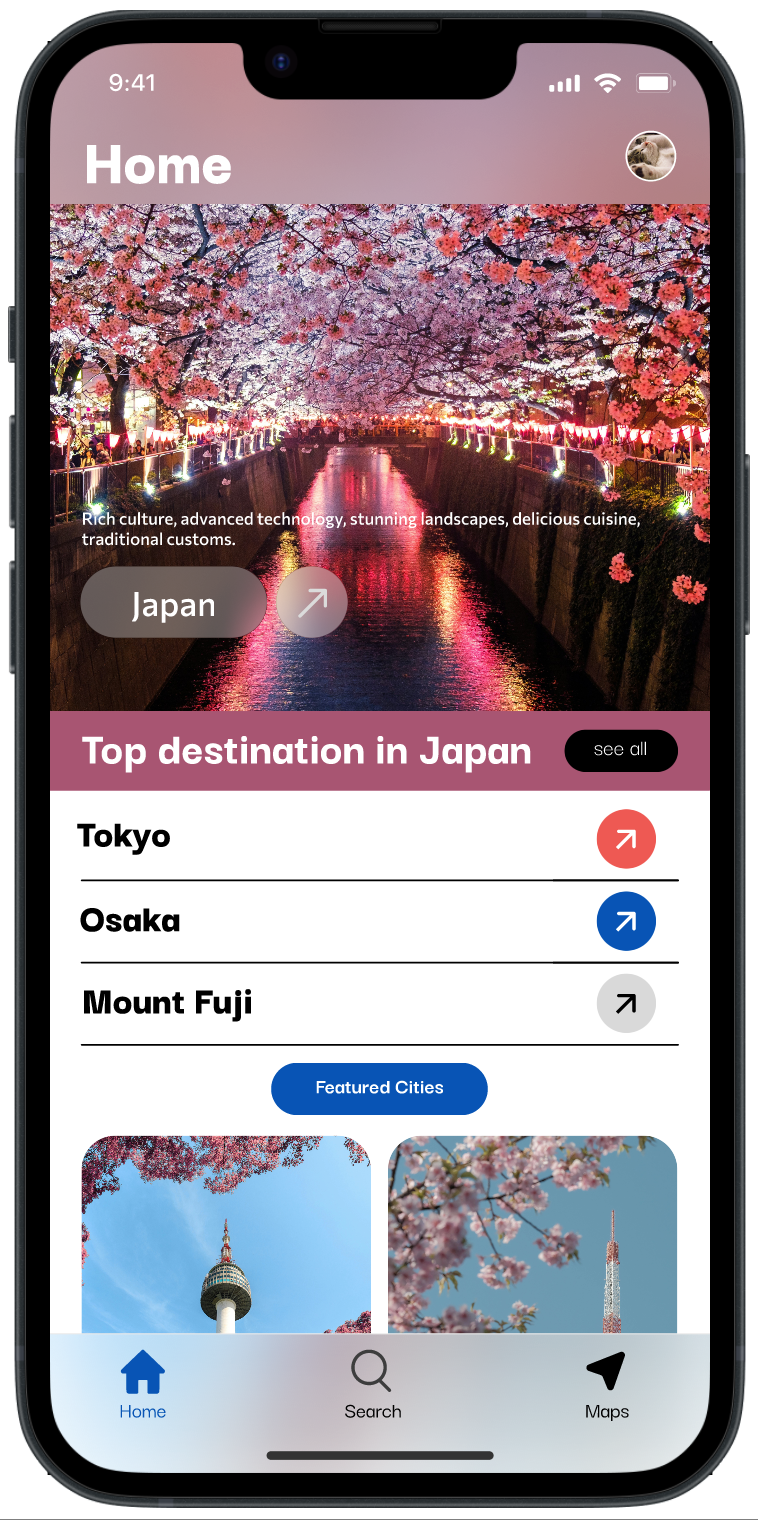 9:41
Home
Rich culture, advanced technology, stunning landscapes, delicious cuisine,
traditional customs.
Japan
Top destination in Japan
see all
Tokyo
Osaka
Mount Fuji
Featured Cities
Home
Search
Maps